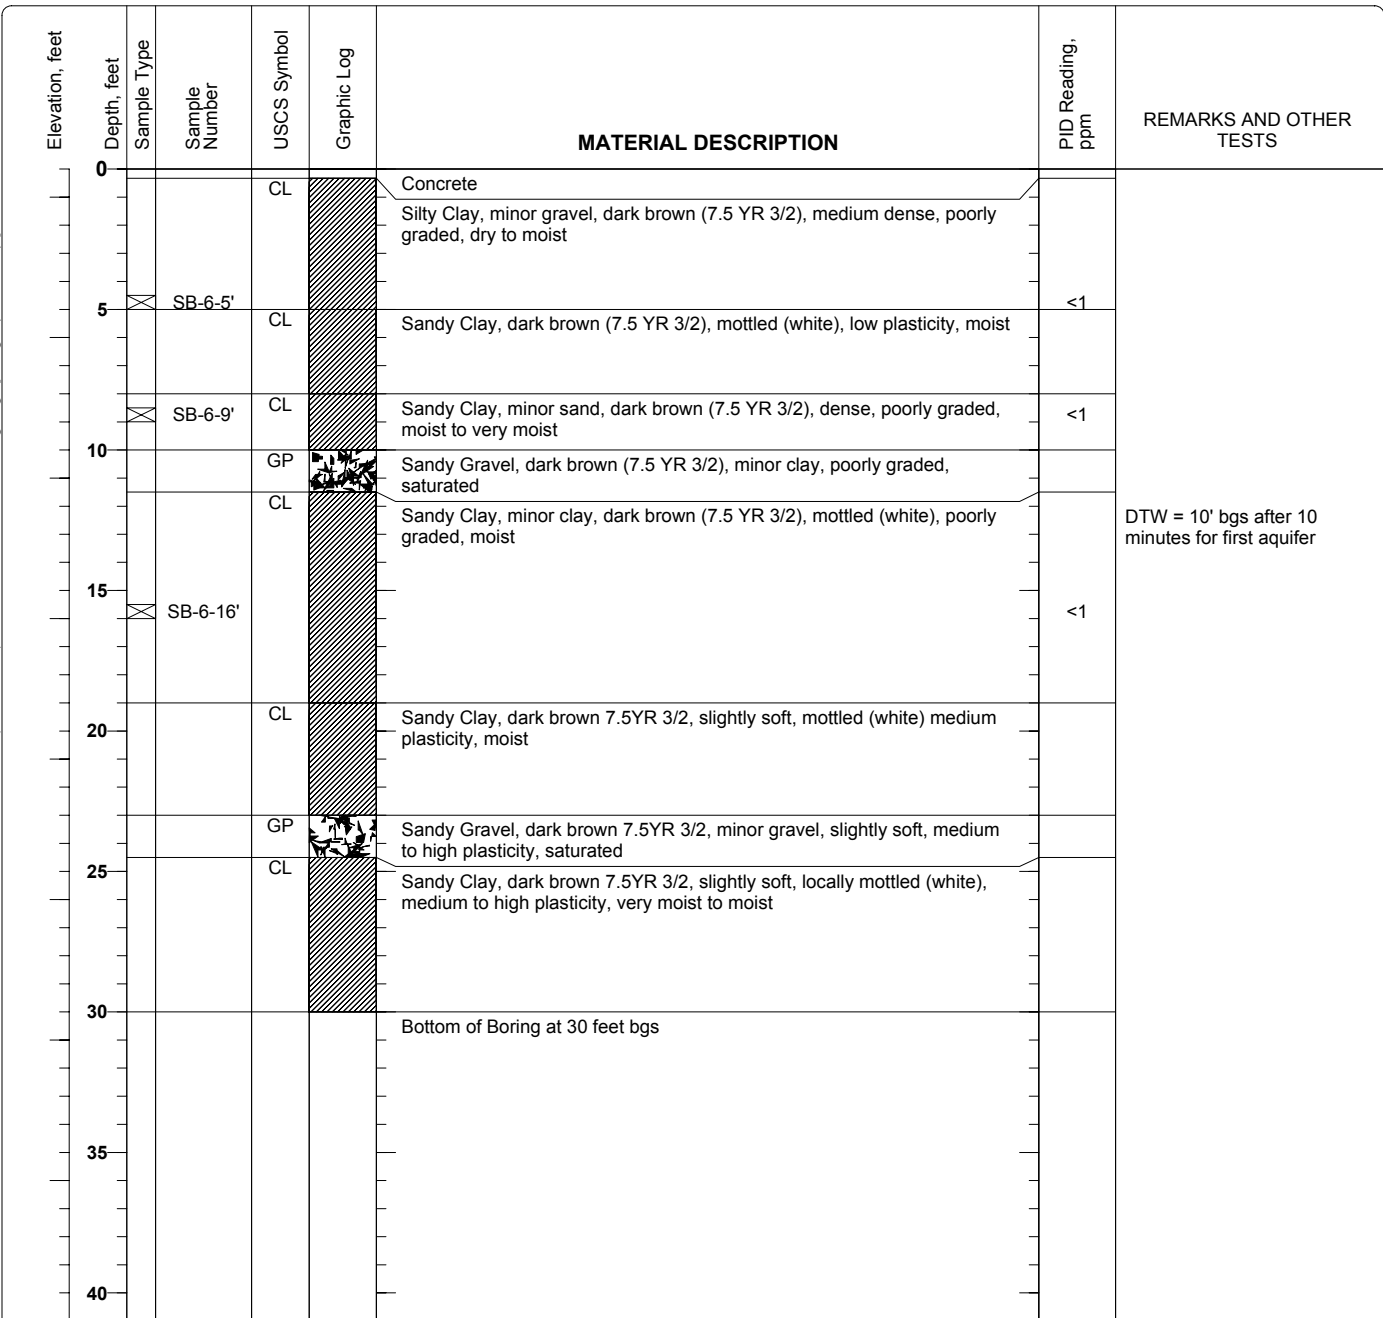 Elevation, feet
Depth, feet
Sample Type
Sample
Number
USCS Symbol
Graphic Log
MATERIAL DESCRIPTION
PID Reading,
ppm
REMARKS AND OTHER
TESTS
0
CL
Concrete
Silty Clay, minor gravel, dark brown (7.5 YR 3/2), medium dense, poorly
graded, dry to moist
5
SB-6-5'
<1
CL
Sandy Clay, dark brown (7.5 YR 3/2), mottled (white), low plasticity, moist
SB-6-9'
CL
Sandy Clay, minor sand, dark brown (7.5 YR 3/2), dense, poorly graded,
moist to very moist
<1
10
GP
Sandy Gravel, dark brown (7.5 YR 3/2), minor clay, poorly graded,
saturated
CL
Sandy Clay, minor clay, dark brown (7.5 YR 3/2), mottled (white), poorly
graded, moist
DTW = 10' bgs after 10
minutes for first aquifer
15
SB-6-16'
<1
CL
Sandy Clay, dark brown 7.5YR 3/2, slightly soft, mottled (white) medium
plasticity, moist
20
GP
Sandy Gravel, dark brown 7.5YR 3/2, minor gravel, slightly soft, medium
to high plasticity, saturated
25
CL
Sandy Clay, dark brown 7.5YR 3/2, slightly soft, locally mottled (white),
medium to high plasticity, very moist to moist
30
Bottom of Boring at 30 feet bgs
35
40